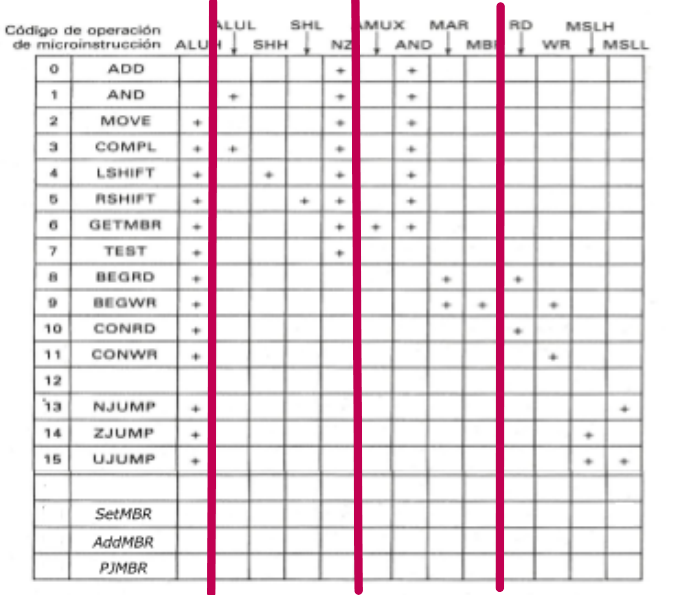 Código de operación
de microinstrucción
ALUL SHL AMUX MAR RD MSLH
ALUH SHH NZ AND MBR WR MSLL
0 ADD + +
1 AND + + +
2 MOVE + + +
3 COMPL + + + +
4 LSHIFT + + + +
5 RSHIFT + + + +
6 GETMBR + + + +
7 TEST + +
8 BEGRD + + +
9 BEGWR + + + +
10 CONRD + +
11 CONWR + +
12
13 NJUMP + +
14 ZJUMP + +
15 UJUMP + + +
SetMBR
AddMBR
PJMBR